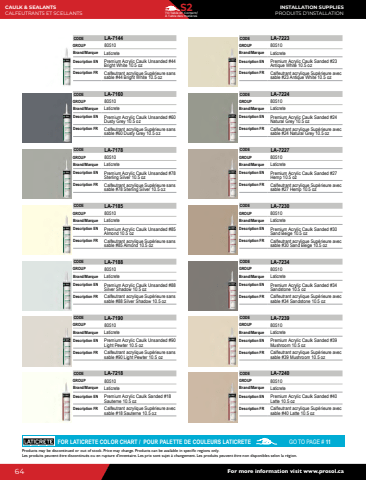 CAULK & SEALANTS
CALFEUTRANTS ET SCELLANTS
S2
INSTALLATION SUPPLIES
PRODUITS D'INSTALLATION
CODE LA-7144
GROUP 80510
Brand/Marque Laticrete
Description EN Premium Acrylic Caulk Unsanded #44
Bright White 10.5 oz
Description FR Calfeutrant acrylique Supérieure sans
sable #44 Bright White 10.5 oz
CODE LA-7160
GROUP 80510
Brand/Marque Laticrete
Description EN Premium Acrylic Caulk Unsanded #60
Dusty Grey 10.5 oz
Description FR Calfeutrant acrylique Supérieure sans
sable #60 Dusty Grey 10.5 oz
CODE LA-7178
GROUP 80510
Brand/Marque Laticrete
Description EN Premium Acrylic Caulk Unsanded #78
Sterling Silver 10.5 oz
Description FR Calfeutrant acrylique Supérieure sans
sable #78 Sterling Silver 10.5 oz
CODE LA-7185
GROUP 80510
Brand/Marque Laticrete
Description EN Premium Acrylic Caulk Unsanded #85
Almond 10.5 oz
Description FR Calfeutrant acrylique Supérieure sans
sable #85 Almond 10.5 oz
CODE LA-7188
GROUP 80510
Brand/Marque Laticrete
Description EN Premium Acrylic Caulk Unsanded #88
Silver Shadow 10.5 oz
Description FR Calfeutrant acrylique Supérieure sans
sable #88 Silver Shadow 10.5 oz
CODE LA-7190
GROUP 80510
Brand/Marque Laticrete
Description EN Premium Acrylic Caulk Unsanded #90
Light Pewter 10.5 oz
Description FR Calfeutrant acrylique Supérieure sans
sable #90 Light Pewter 10.5 oz
CODE LA-7218
GROUP 80510
Brand/Marque Laticrete
Description EN Premium Acrylic Caulk Sanded #18
Sauterne 10.5 oz
Description FR Calfeutrant acrylique Supérieure avec
sable #18 Sauterne 10.5 oz
CODE LA-7223
GROUP 80510
Brand/Marque Laticrete
Description EN Premium Acrylic Caulk Sanded #23
Antique White 10.5 oz
Description FR Calfeutrant acrylique Supérieure avec
sable #23 Antique White 10.5 oz
CODE LA-7224
GROUP 80510
Brand/Marque Laticrete
Description EN Premium Acrylic Caulk Sanded #24
Natural Grey 10.5 oz
Description FR Calfeutrant acrylique Supérieure avec
sable #24 Natural Grey 10.5 oz
CODE LA-7227
GROUP 80510
Brand/Marque Laticrete
Description EN Premium Acrylic Caulk Sanded #27
Hemp 10.5 oz
Description FR Calfeutrant acrylique Supérieure avec
sable #27 Hemp 10.5 oz
CODE LA-7230
GROUP 80510
Brand/Marque Laticrete
Description EN Premium Acrylic Caulk Sanded #30
Sand Beige 10.5 oz
Description FR Calfeutrant acrylique Supérieure avec
sable #30 Sand Beige 10.5 oz
CODE LA-7234
GROUP 80510
Brand/Marque Laticrete
Description EN Premium Acrylic Caulk Sanded #34
Sandstone 10.5 oz
Description FR Calfeutrant acrylique Supérieure avec
sable #34 Sandstone 10.5 oz
CODE LA-7239
GROUP 80510
Brand/Marque Laticrete
Description EN Premium Acrylic Caulk Sanded #39
Mushroom 10.5 oz
Description FR Calfeutrant acrylique Supérieure avec
sable #39 Mushroom 10.5 oz
CODE LA-7240
GROUP 80510
Brand/Marque Laticrete
Description EN Premium Acrylic Caulk Sanded #40
Latte 10.5 oz
Description FR Calfeutrant acrylique Supérieure avec
sable #40 Latte 10.5 oz
LATICRETE FOR LATICRETE COLOR CHART / POUR PALETTE DE COULEURS LATICRETE GO TO PAGE # 11
Products may be discontinued or out of stock. Price may change. Products can be available in specific regions only.
Les produits peuvent être discontinués ou en rupture d'inventaire. Les prix sont sujet à changement. Les produits peuvent être non disponibles selon la région.
64
For more information visit www.prosol.ca